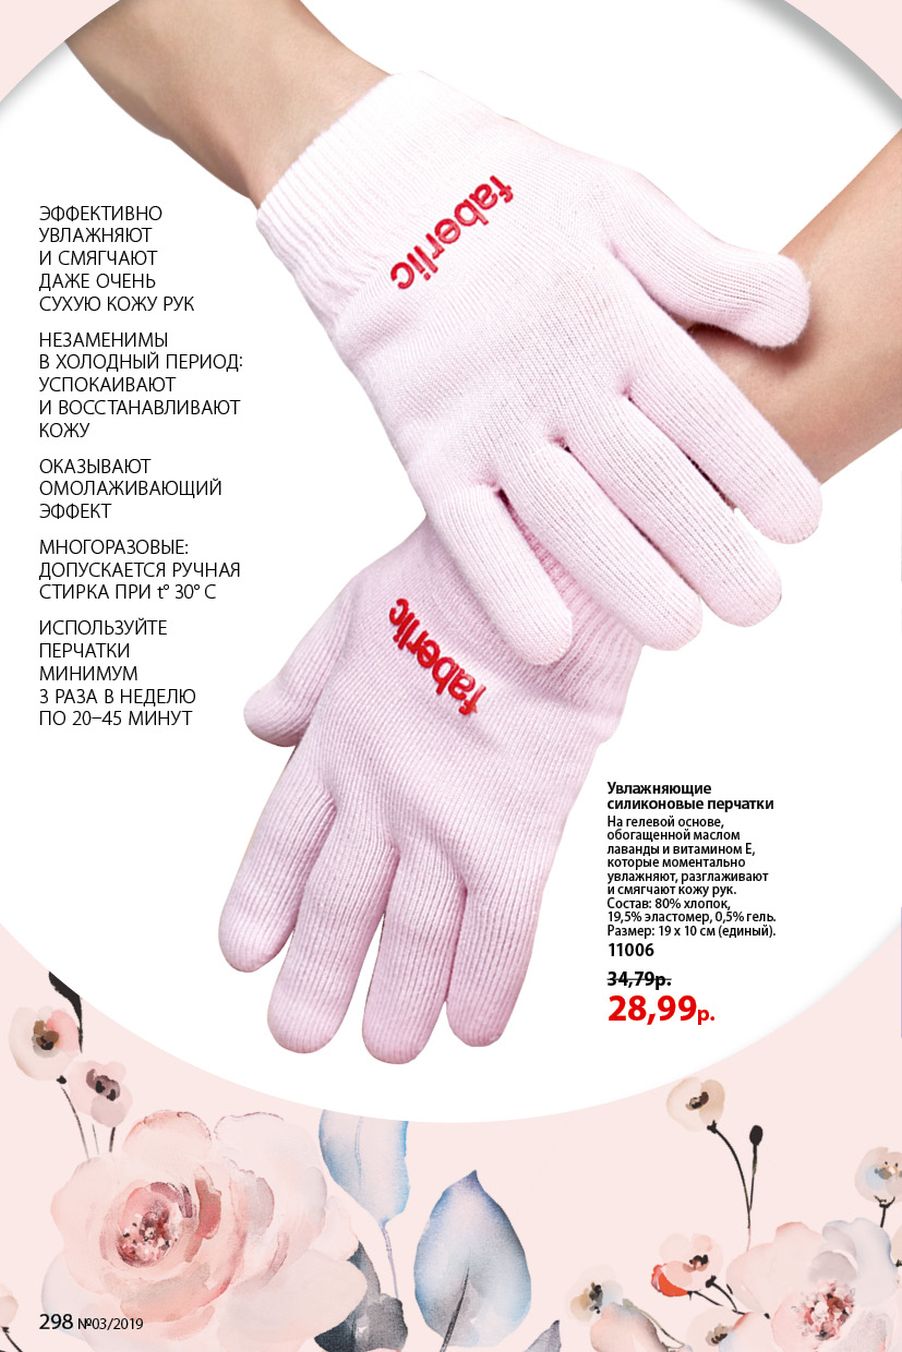 ЭФФЕКТИВНО
УВЛАЖНЯЮТ
И СМЯГЧАЮТ
ДАЖЕ ОЧЕНЬ
СУХУЮ КОЖУ РУК
НЕЗАМЕНИМЫ
В ХОЛОДНЫЙ ПЕРИОД:
УСПОКАИВАЮТ
И ВОССТАНАВЛИВАЮТ
КОЖУ
ОКАЗЫВАЮТ
ОМОЛАЖИВАЮЩИЙ
ЭФФЕКТ
МНОГОРАЗОВЫЕ:
ДОПУСКАЕТСЯ РУЧНАЯ
СТИРКА ПРИ t° 30° C
ИСПОЛЬЗУЙТЕ
ПЕРЧАТКИ
МИНИМУМ
3 РАЗА В НЕДЕЛЮ
ПО 20–45 МИНУТ
faberlic
faberlic
Увлажняющие
силиконовые перчатки
На гелевой основе,
обогащенной маслом
лаванды и витамином Е,
которые моментально
увлажняют, разглаживают
и смягчают кожу рук.
Состав: 80% хлопок,
19,5% эластомер, 0,5% гель.
Размер: 19 х 10 см (единый).
11006
34,79р.
28,99р.
298 №03/2019